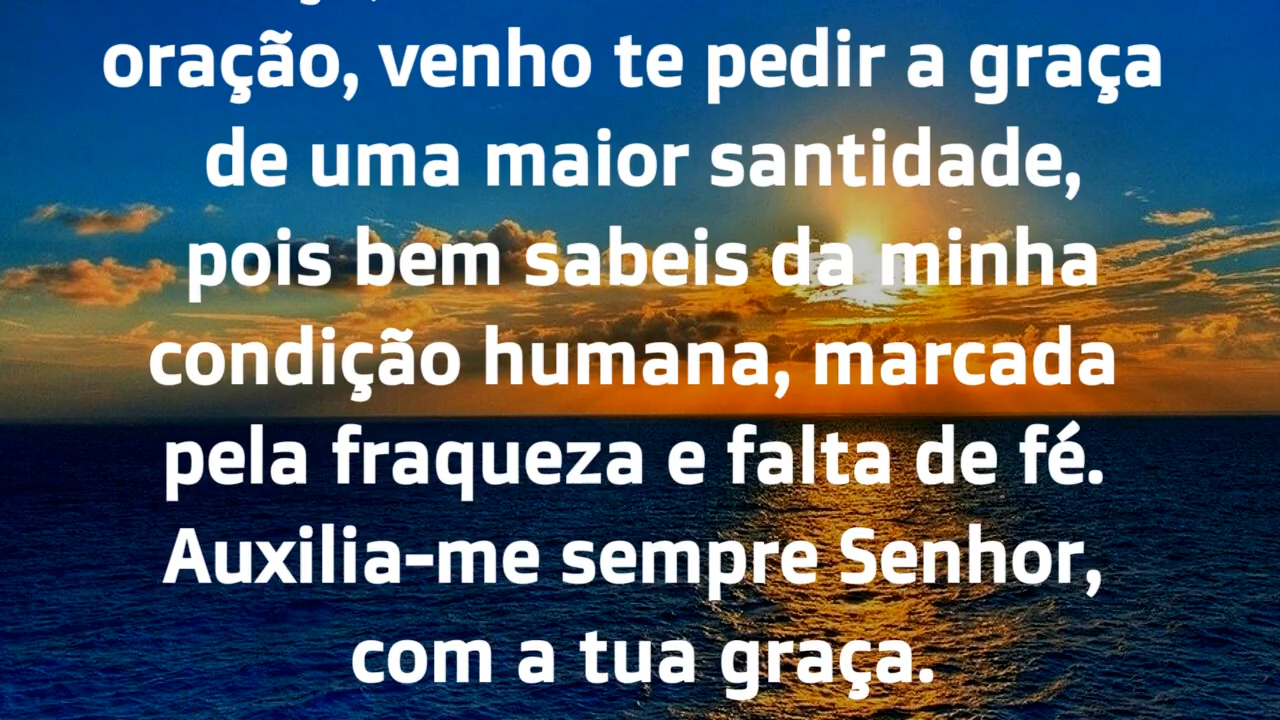 oração, venho te pedir a graça
de uma maior santidade,
pois bem sabeis da minha
condição humana, marcada
pela fraqueza e falta de fé.
Auxilia-me sempre Senhor,
com a tua graça.